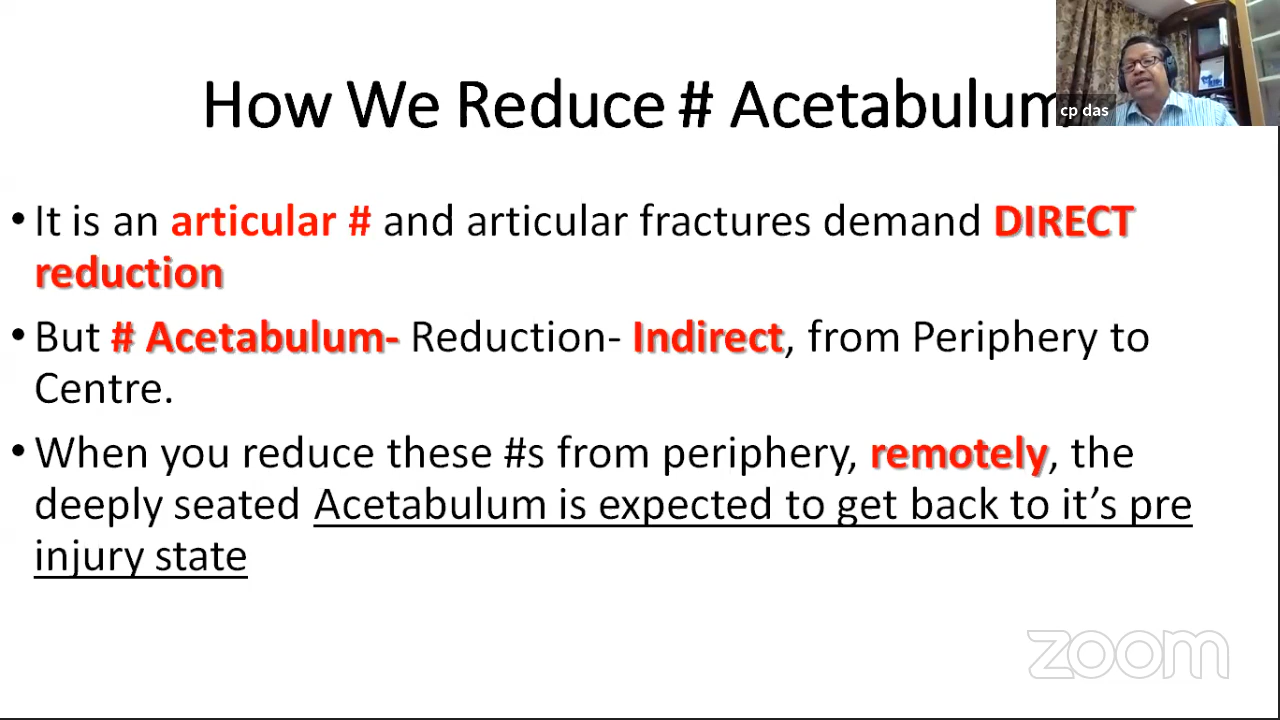 How We Reduce # Acetabulum
cp das
• It is an articular # and articular fractures demand DIRECT
reduction
• But # Acetabulum- Reduction- Indirect, from Periphery to
Centre.
• When you reduce these #s from periphery, remotely, the
deeply seated Acetabulum is expected to get back to it’s pre
injury state
zoom